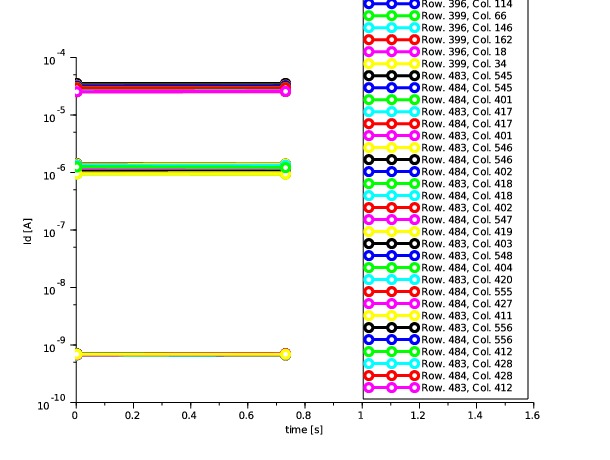 Row. 396, Col. 114
Row. 399, Col. 66
Row. 396, Col. 146
Row. 399, Col. 162
Row. 396, Col. 18
Row. 399, Col. 34
Row. 483, Col. 545
Row. 484, Col. 545
Row. 484, Col. 401
Row. 483, Col. 417
Row. 484, Col. 417
Row. 483, Col. 401
Row. 483, Col. 546
Row. 484, Col. 546
Row. 484, Col. 402
Row. 483, Col. 418
Row. 484, Col. 418
Row. 483, Col. 402
Row. 484, Col. 547
Row. 484, Col. 419
Row. 483, Col. 403
Row. 483, Col. 548
Row. 484, Col. 404
Row. 483, Col. 420
Row. 484, Col. 555
Row. 484, Col. 427
Row. 483, Col. 411
Row. 483, Col. 556
Row. 484, Col. 556
Row. 484, Col. 412
Row. 483, Col. 428
Row. 484, Col. 428
Row. 483, Col. 412
10^-4
10^-5
10^-6
10^-7
10^-8
10^-9
10^-10
Id [A]
0 0.2 0.4 0.6 0.8 1 1.2 1.4 1.6
time [s]